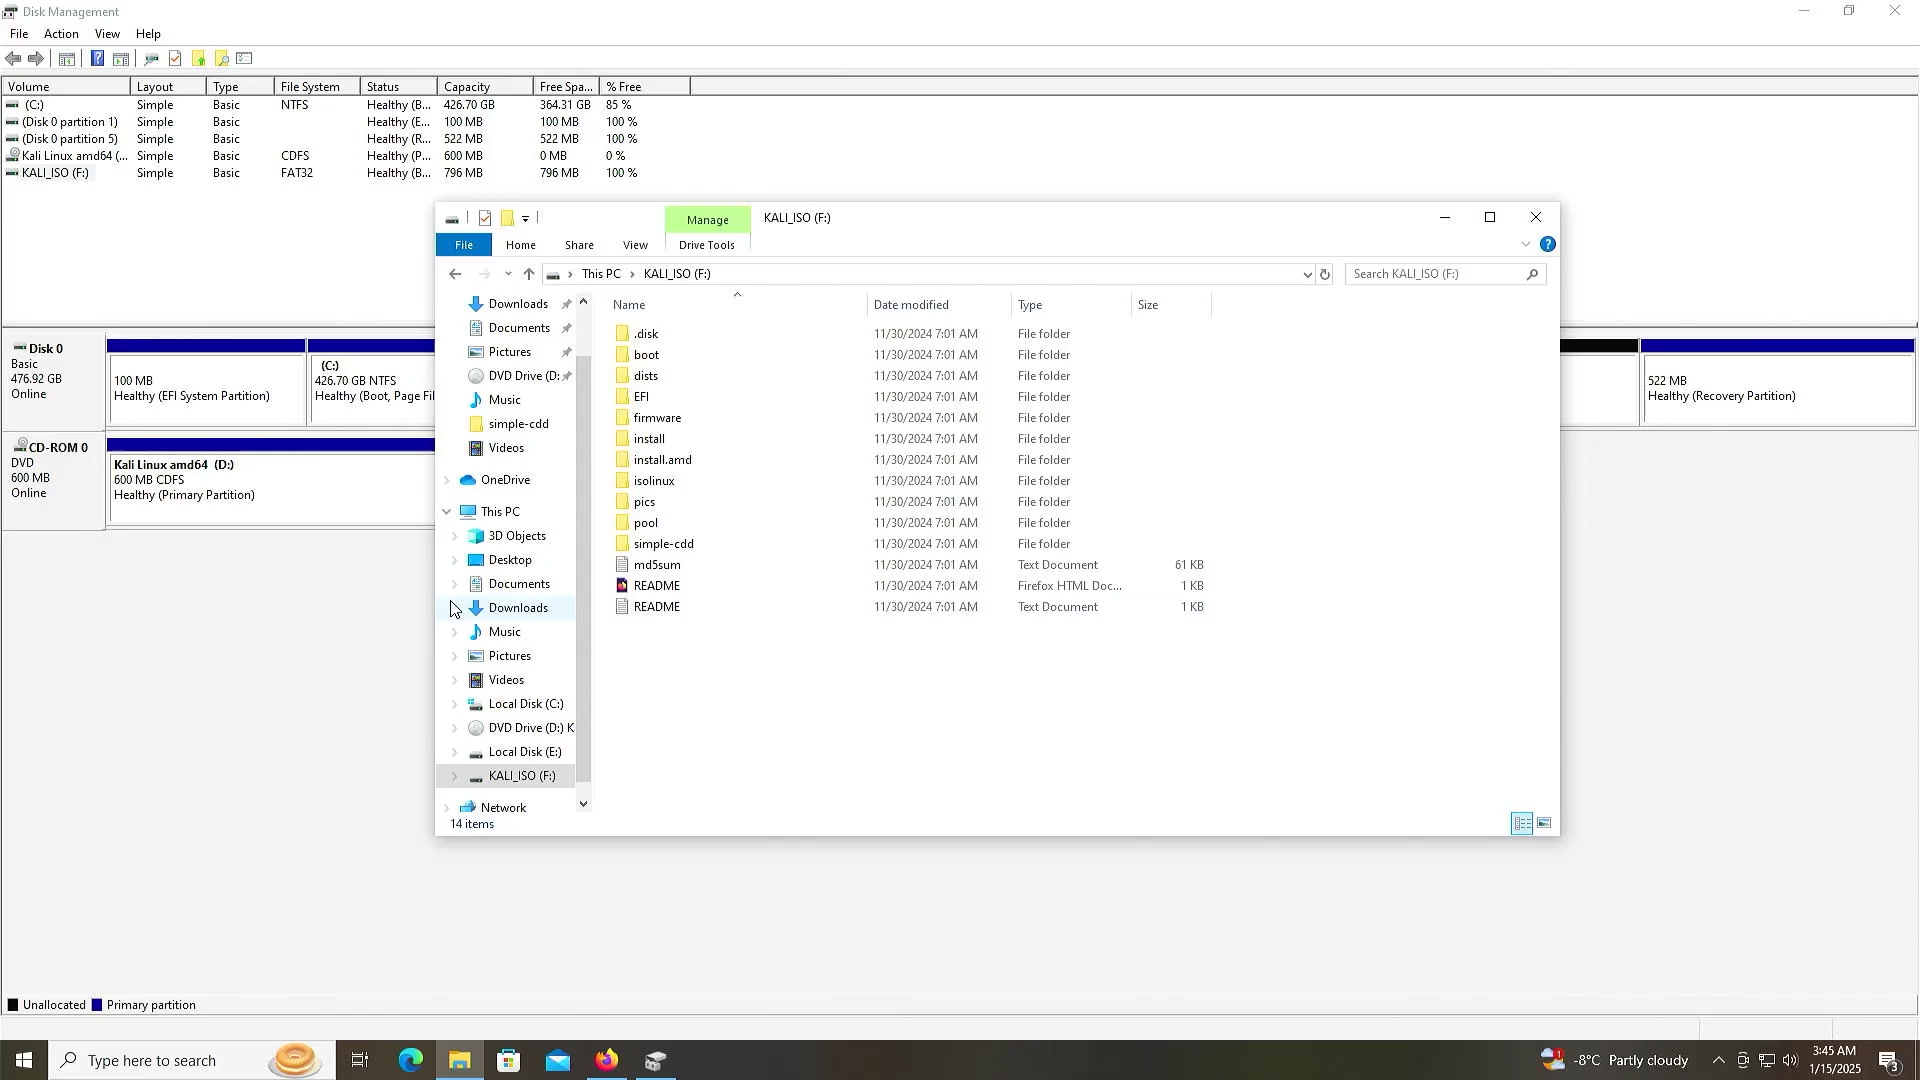 Disk Management
File Action View Help
Volume Layout Type File System Status Capacity Free Spa... % Free
(C:) Simple Basic NTFS Healthy (B... 426.70 GB 364.31 GB 85 %
(Disk 0 partition 1) Simple Basic Healthy (E... 100 MB 100 MB 100 %
(Disk 0 partition 5) Simple Basic Healthy (R... 522 MB 522 MB 100 %
Kali Linux amd64 (... Simple Basic CDFS Healthy (P... 600 MB 0 MB 0 %
KALI_ISO (F:) Simple Basic FAT32 Healthy (B... 796 MB 796 MB 100 %
Manage KALI_ISO (F:)
File Home Share View Drive Tools
This PC KALI_ISO (F:) Search KALI_ISO (F:)
Downloads
Documents
Pictures
DVD Drive (D:
Music
simple-cdd
Videos
OneDrive
This PC
3D Objects
Desktop
Documents
Downloads
Music
Pictures
Videos
Local Disk (C:)
DVD Drive (D:) K
Local Disk (E:)
KALI_ISO (F:)
Network
Name Date modified Type Size
.disk 11/30/2024 7:01 AM File folder
boot 11/30/2024 7:01 AM File folder
dists 11/30/2024 7:01 AM File folder
EFI 11/30/2024 7:01 AM File folder
firmware 11/30/2024 7:01 AM File folder
install 11/30/2024 7:01 AM File folder
install.amd 11/30/2024 7:01 AM File folder
isolinux 11/30/2024 7:01 AM File folder
pics 11/30/2024 7:01 AM File folder
pool 11/30/2024 7:01 AM File folder
simple-cdd 11/30/2024 7:01 AM File folder
md5sum 11/30/2024 7:01 AM Text Document 61 KB
README 11/30/2024 7:01 AM Firefox HTML Doc... 1 KB
README 11/30/2024 7:01 AM Text Document 1 KB
14 items
Disk 0
Basic
476.92 GB
Online
100 MB
Healthy (EFI System Partition)
(C:)
426.70 GB NTFS
Healthy (Boot, Page Fil
522 MB
Healthy (Recovery Partition)
CD-ROM 0
DVD
600 MB
Online
Kali Linux amd64 (D:)
600 MB CDFS
Healthy (Primary Partition)
Unallocated Primary partition
Type here to search
1 -8°C Partly cloudy
3:45 AM
1/15/2025
3